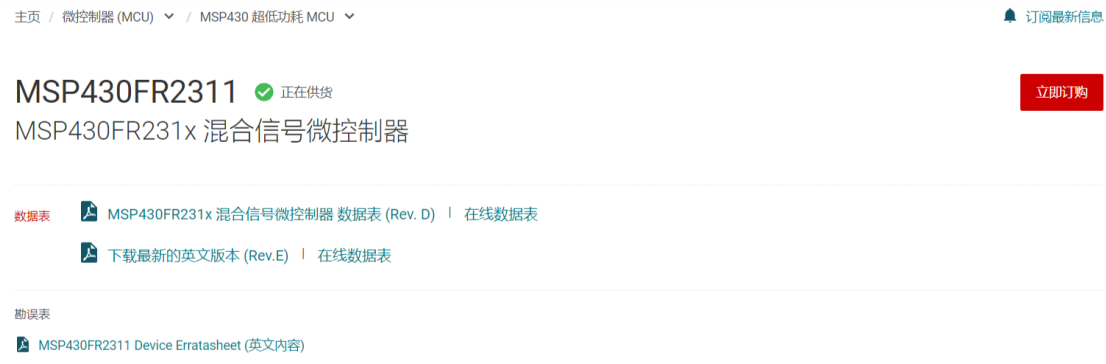 主页 / 微控制器 (MCU) / MSP430 超低功耗 MCU 订阅最新信息
MSP430FR2311 正在供货 立即订购
MSP430FR231x 混合信号微控制器
数据表 MSP430FR231x 混合信号微控制器 数据表 (Rev. D) | 在线数据表
下载最新的英文版本 (Rev.E) | 在线数据表
勘误表
MSP430FR2311 Device Erratasheet (英文内容)